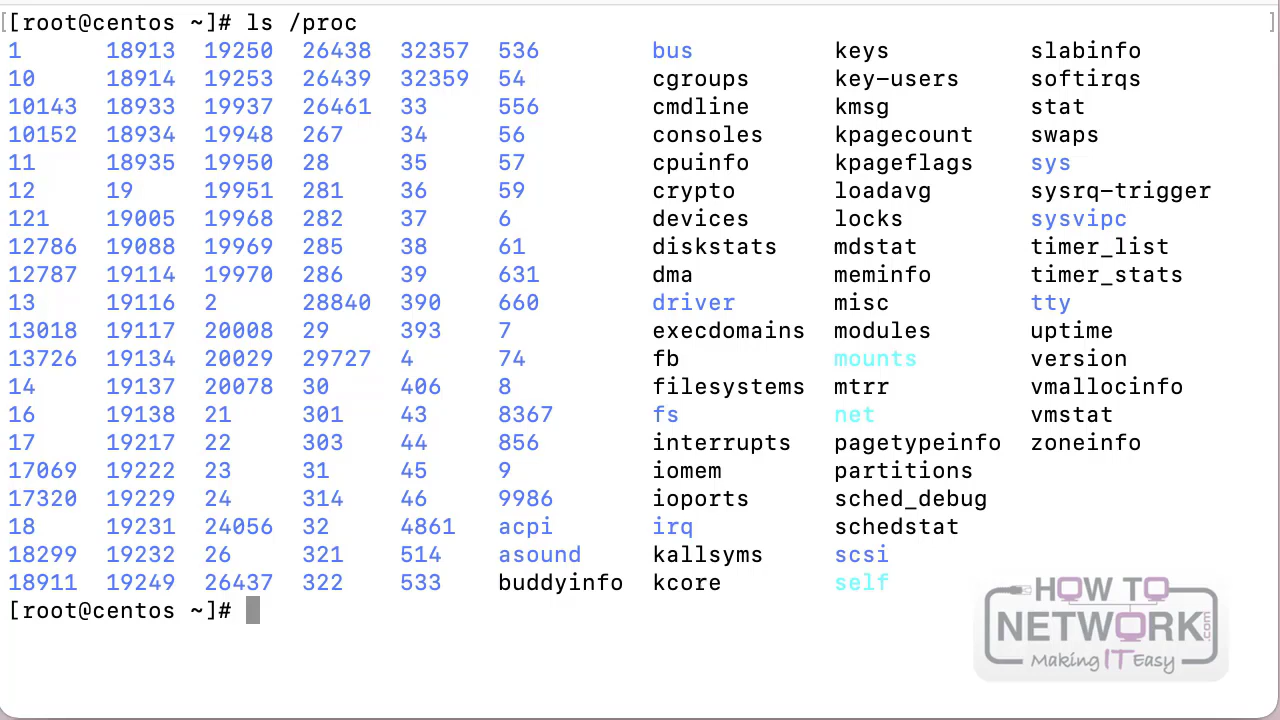 [root@centos ~]# ls /proc
1 18913 19250 26438 32357 536 bus keys slabinfo
10 18914 19253 26439 32359 54 cgroups key-users softirqs
10143 18933 19937 26461 33 556 cmdline kmsg stat
10152 18934 19948 267 34 56 consoles kpagecount swaps
11 18935 19950 28 35 57 cpuinfo kpageflags sys
12 19 19951 281 36 59 crypto loadavg sysrq-trigger
121 19005 19968 282 37 6 devices locks sysvipc
12786 19088 19969 285 38 61 diskstats mdstat timer_list
12787 19114 19970 286 39 631 dma meminfo timer_stats
13 19116 2 28840 390 660 driver misc tty
13018 19117 20008 29 393 7 execdomains modules uptime
13726 19134 20029 29727 4 74 fb mounts version
14 19137 20078 30 406 8 filesystems mtrr vmallocinfo
16 19138 21 301 43 8367 fs net vmstat
17 19217 22 303 44 856 interrupts pagetypeinfo zoneinfo
17069 19222 23 31 45 9 iomem partitions
17320 19229 24 314 46 9986 ioports sched_debug
18 19231 24056 32 4861 acpi irq schedstat
18299 19232 26 321 514 asound kallsyms scsi
18911 19249 26437 322 533 buddyinfo kcore self
[root@centos ~]#
HOW TO
NETWORK.com
Making IT Easy